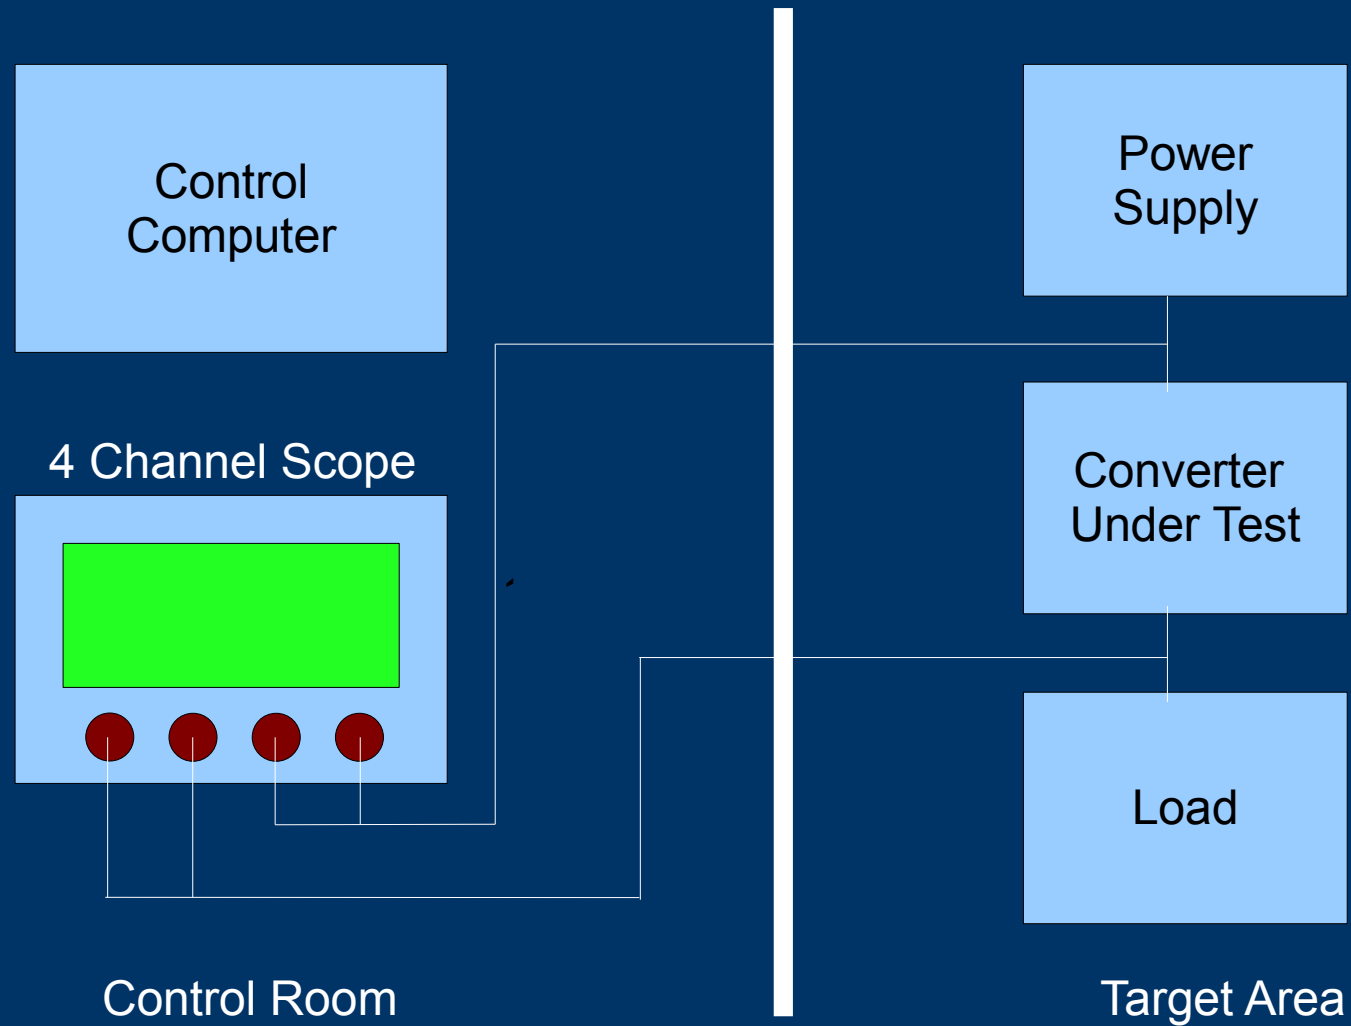 Control
Computer
4 Channel Scope
Control Room
Power
Supply
Converter
Under Test
Load
Target Area